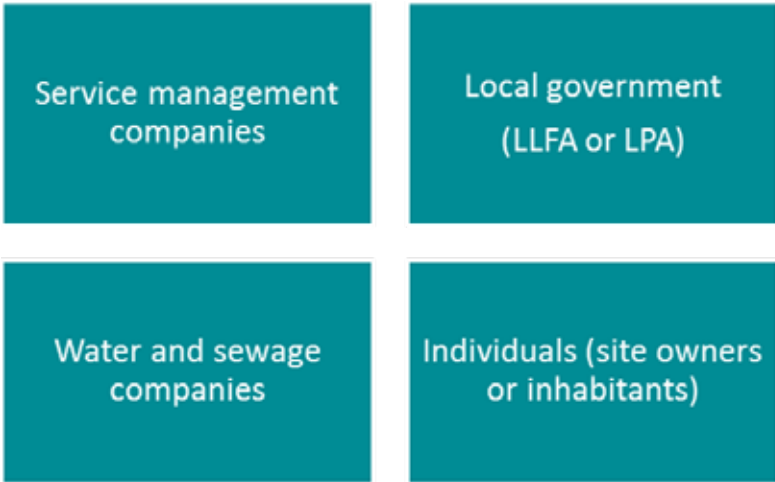 Service management
companies
Local government
(LLFA or LPA)
Water and sewage
companies
Individuals (site owners
or inhabitants)